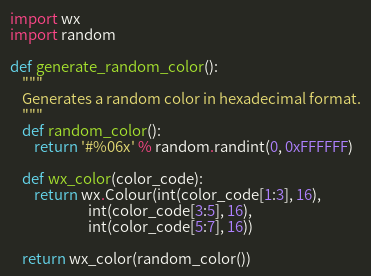 import wx
import random

def generate_random_color():
    """
    Generates a random color in hexadecimal format.
    """
    def random_color():
        return '#%06x' % random.randint(0, 0xFFFFFF)

    def wx_color(color_code):
        return wx.Colour(int(color_code[1:3], 16),
                         int(color_code[3:5], 16),
                         int(color_code[5:7], 16))

    return wx_color(random_color())